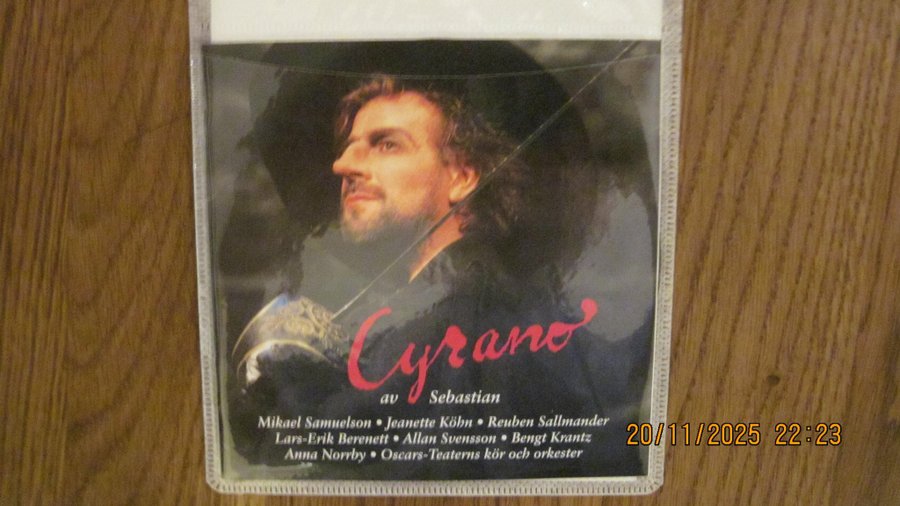 Cyrano
av Sebastian
Mikael Samuelson • Jeanette Köhn • Reuben Sallmander
Lars-Erik Berenett • Allan Svensson • Bengt Krantz
Anna Norrby • Oscars-Teaterns kör och orkester
20/11/2025 22:23